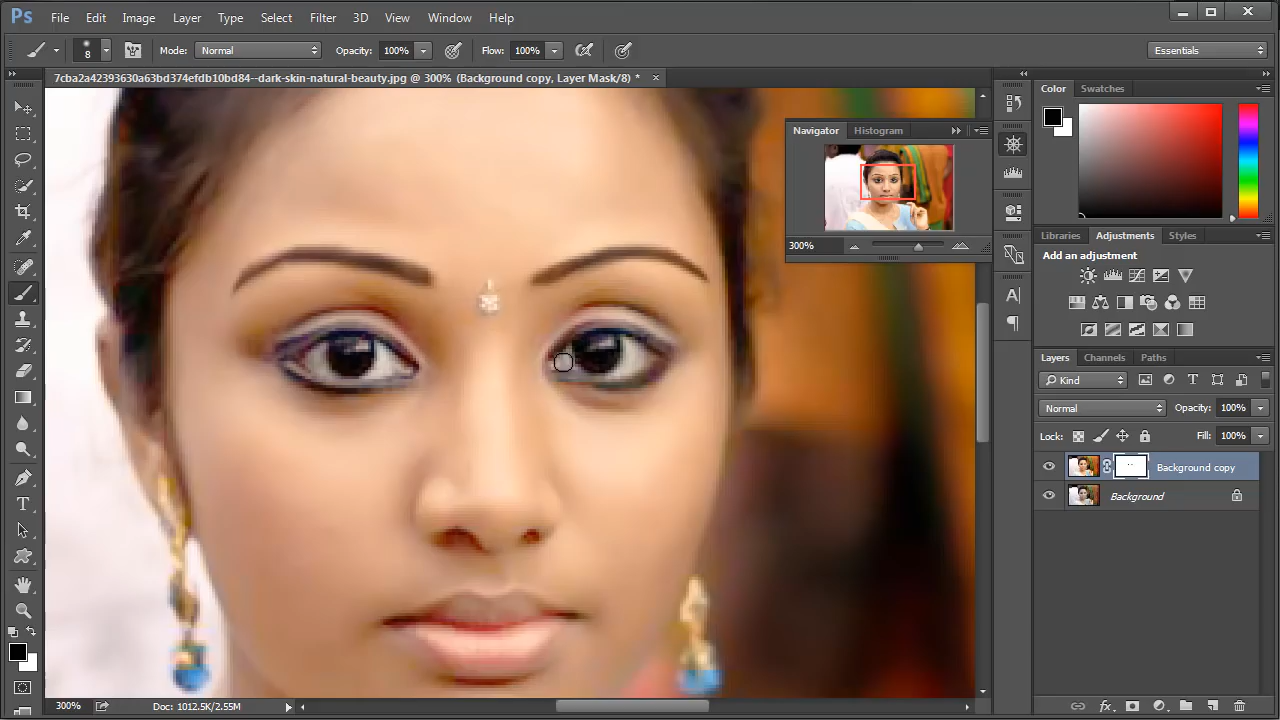 Ps File Edit Image Layer Type Select Filter 3D View Window Help
8 Mode: Normal Opacity: 100% Flow: 100% Essentials
7cba2a42393630a63bd374efdb10bd84--dark-skin-natural-beauty.jpg @ 300% (Background copy, Layer Mask/8) *
Color Swatches
Navigator Histogram
300%
Libraries Adjustments Styles
Add an adjustment
Layers Channels Paths
Kind
Normal Opacity: 100%
Lock: Fill: 100%
Background copy
Background
300% Doc: 1012.5K/2.55M